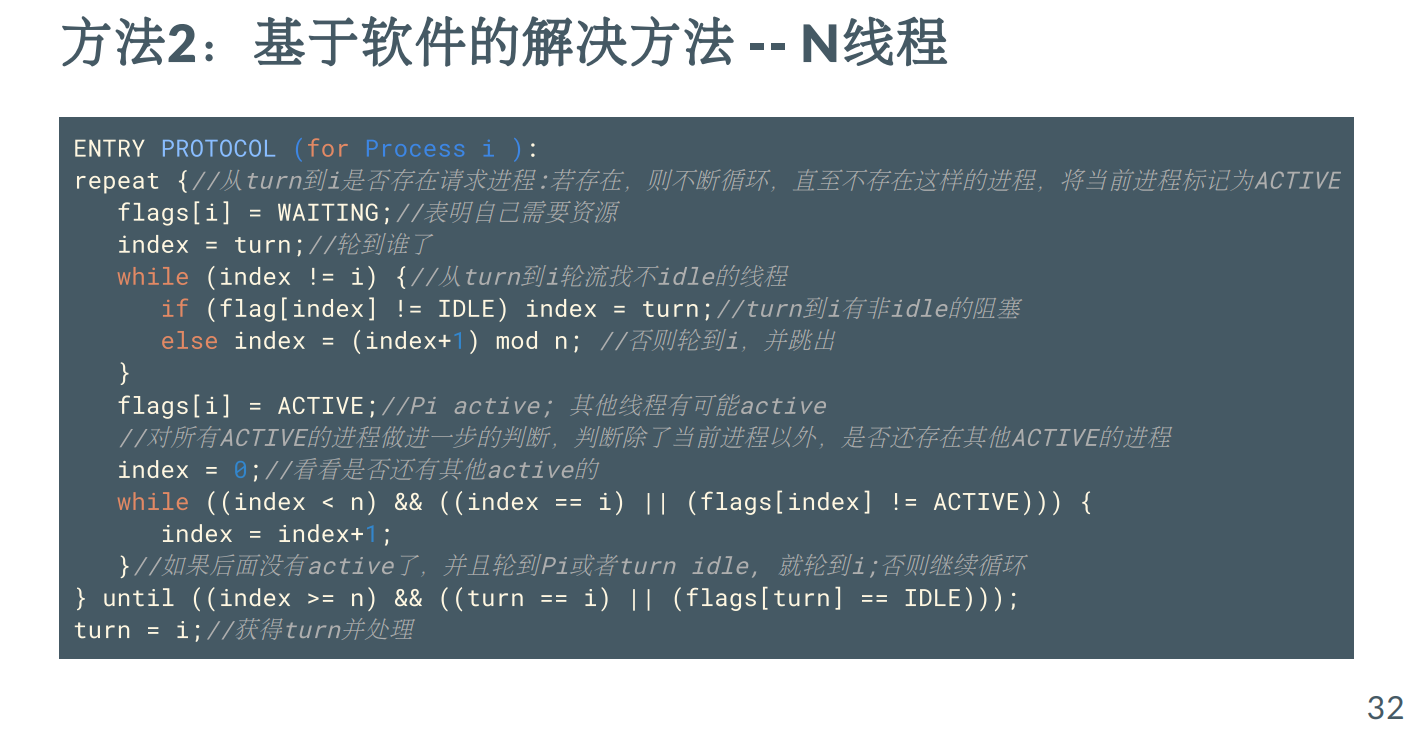 方法2：基于软件的解决方法 -- N线程
ENTRY PROTOCOL (for Process i ):
repeat {//从turn到i是否存在请求进程:若存在，则不断循环，直至不存在这样的进程，将当前进程标记为ACTIVE
flags[i] = WAITING;//表明自己需要资源
index = turn;//轮到谁了
while (index != i) {//从turn到i轮流找不idle的线程
if (flag[index] != IDLE) index = turn;//turn到i有非idle的阻塞
else index = (index+1) mod n; //否则轮到i，并跳出
}
flags[i] = ACTIVE;//Pi active; 其他线程有可能active
//对所有ACTIVE的进程做进一步的判断，判断除了当前进程以外，是否还存在其他ACTIVE的进程
index = 0;//看看是否还有其他active的
while ((index < n) && ((index == i) || (flags[index] != ACTIVE))) {
index = index+1;
}//如果后面没有active了，并且轮到Pi或者turn idle, 就轮到i;否则继续循环
} until ((index >= n) && ((turn == i) || (flags[turn] == IDLE)));
turn = i;//获得turn并处理
32